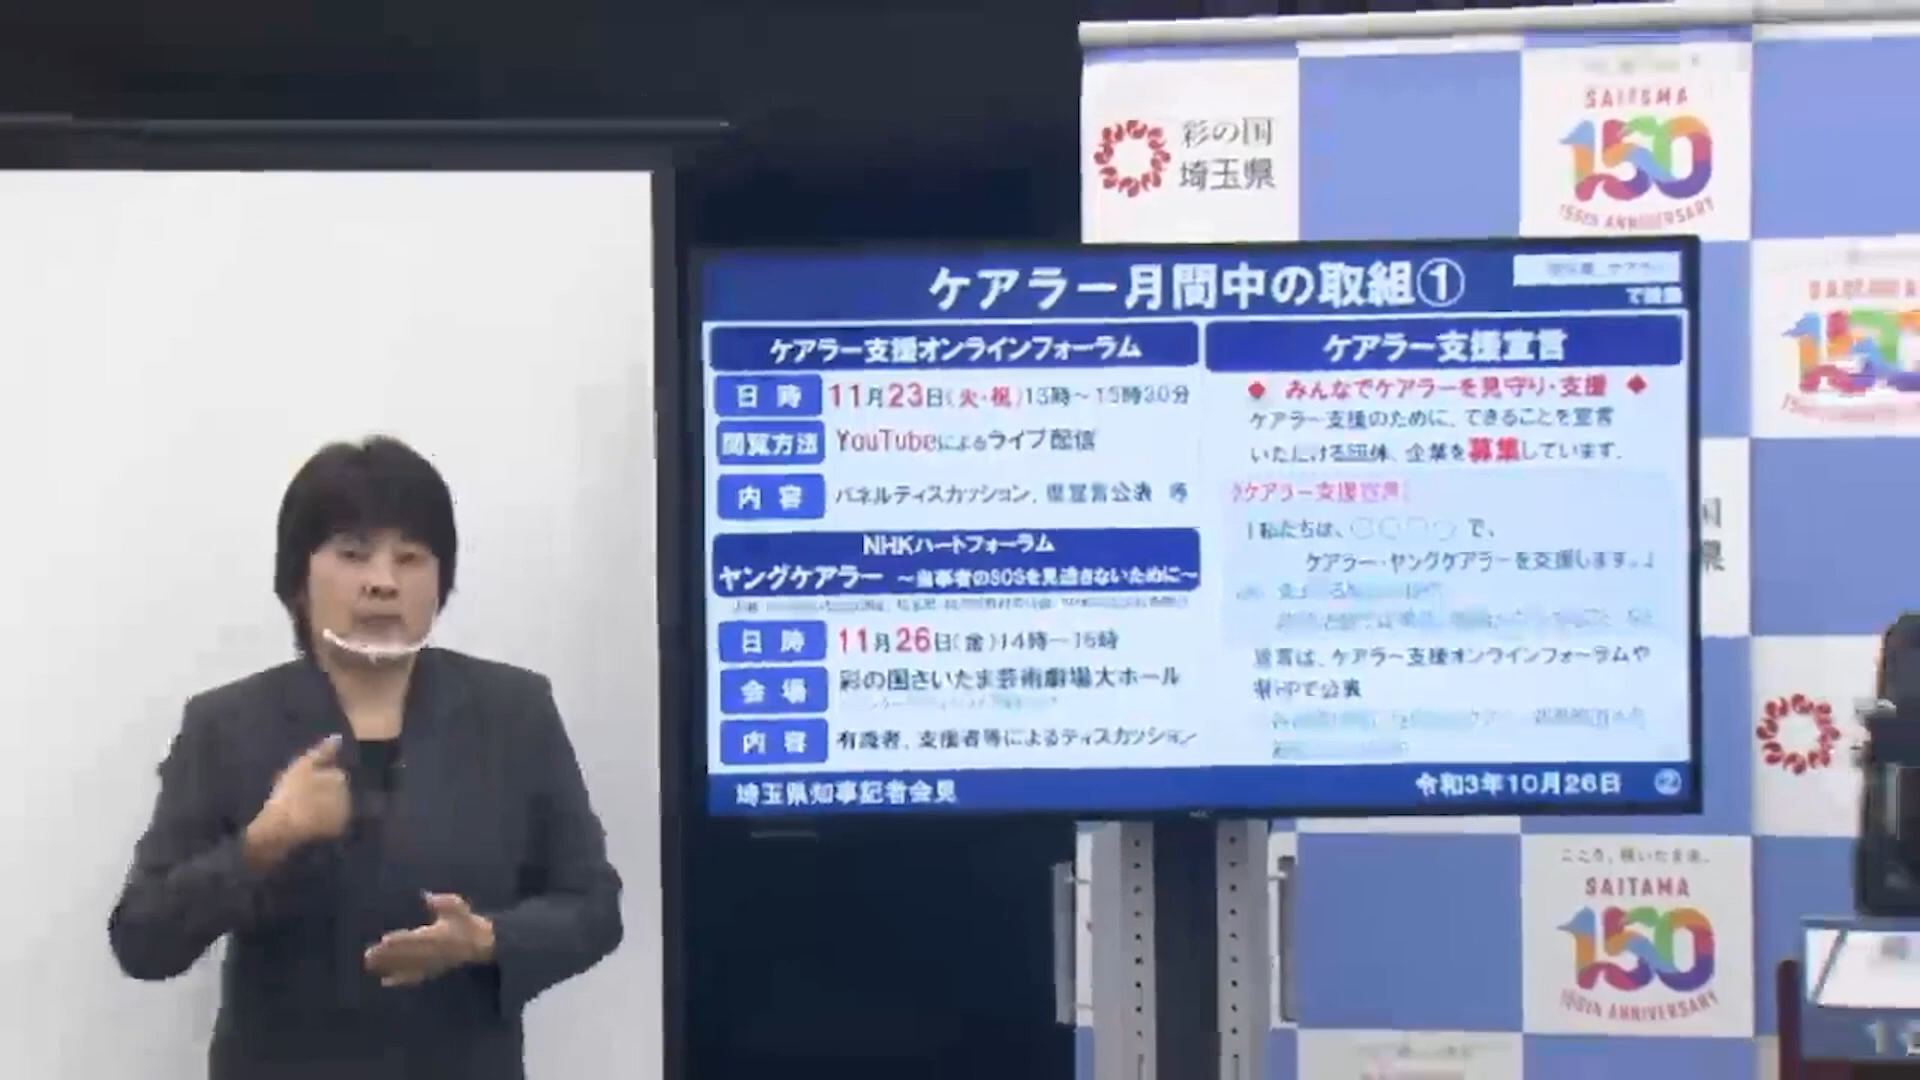 彩の国
埼玉県
SAITAMA
150
150th ANNIVERSARY
ケアラー月間中の取組①
ケアラー支援オンラインフォーラム
日時
11月23日(火・祝)13時～15時30分
閲覧方法
YouTubeによるライブ配信
内容
パネルディスカッション、県宣言公表 等
NHKハートフォーラム
ヤングケアラー ～当事者のSOSを見逃さないために～
日時
11月26日(金)14時～16時
会場
彩の国さいたま芸術劇場大ホール
内容
有識者、支援者等によるディスカッション
ケアラー支援宣言
◆ みんなでケアラーを見守り・支援 ◆
ケアラー支援のために、できることを宣言
いただける団体、企業を募集しています。
ケアラー支援宣言
「私たちは、○○○○で、
ケアラー・ヤングケアラーを支援します。」
宣言は、ケアラー支援オンラインフォーラムや
県HPで公表
埼玉県知事記者会見
令和3年10月26日 ②
SAITAMA
150
150th ANNIVERSARY